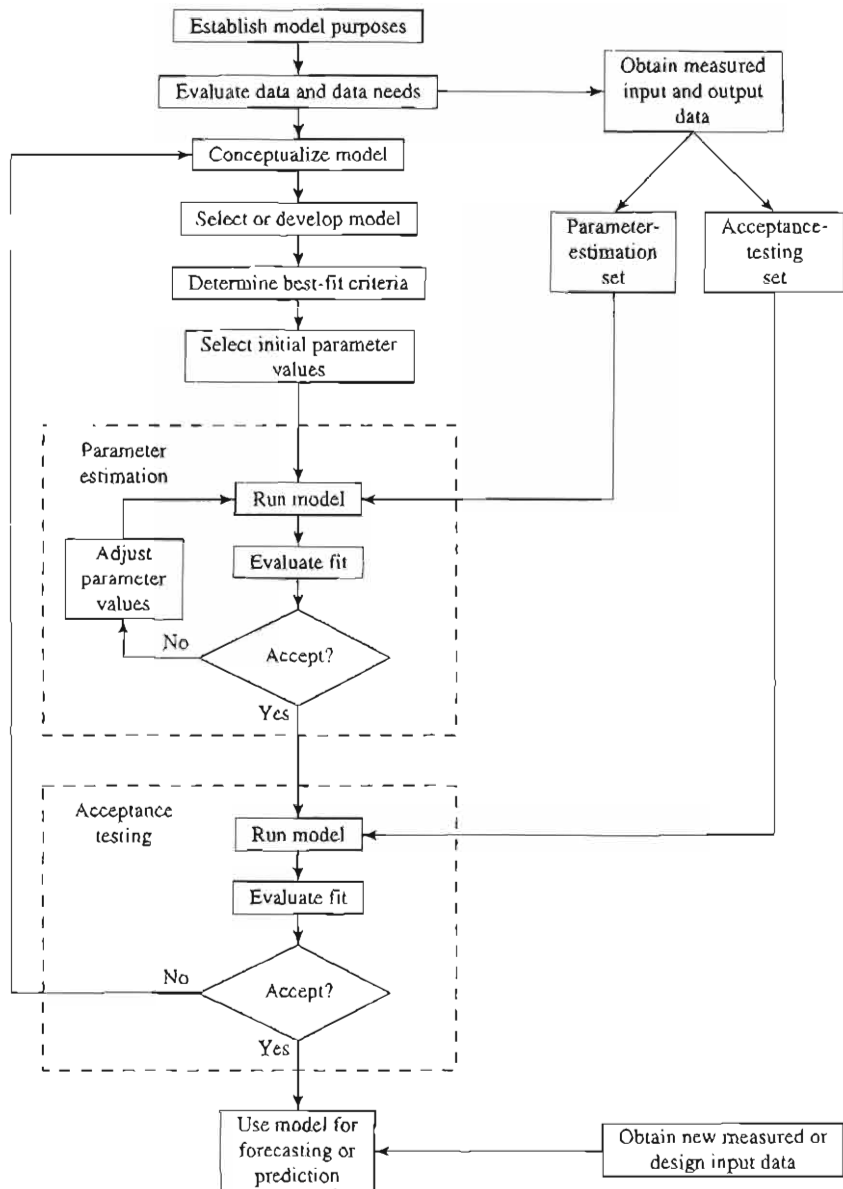 Establish model purposes
Evaluate data and data needs
Obtain measured
input and output
data
Conceptualize model
Select or develop model
Parameter-
estimation
set
Acceptance-
testing
set
Determine best-fit criteria
Select initial parameter
values
Parameter
estimation
Run model
Adjust
parameter
values
Evaluate fit
No
Accept?
Yes
Acceptance
testing
Run model
Evaluate fit
No
Accept?
Yes
Use model for
forecasting or
prediction
Obtain new measured or
design input data